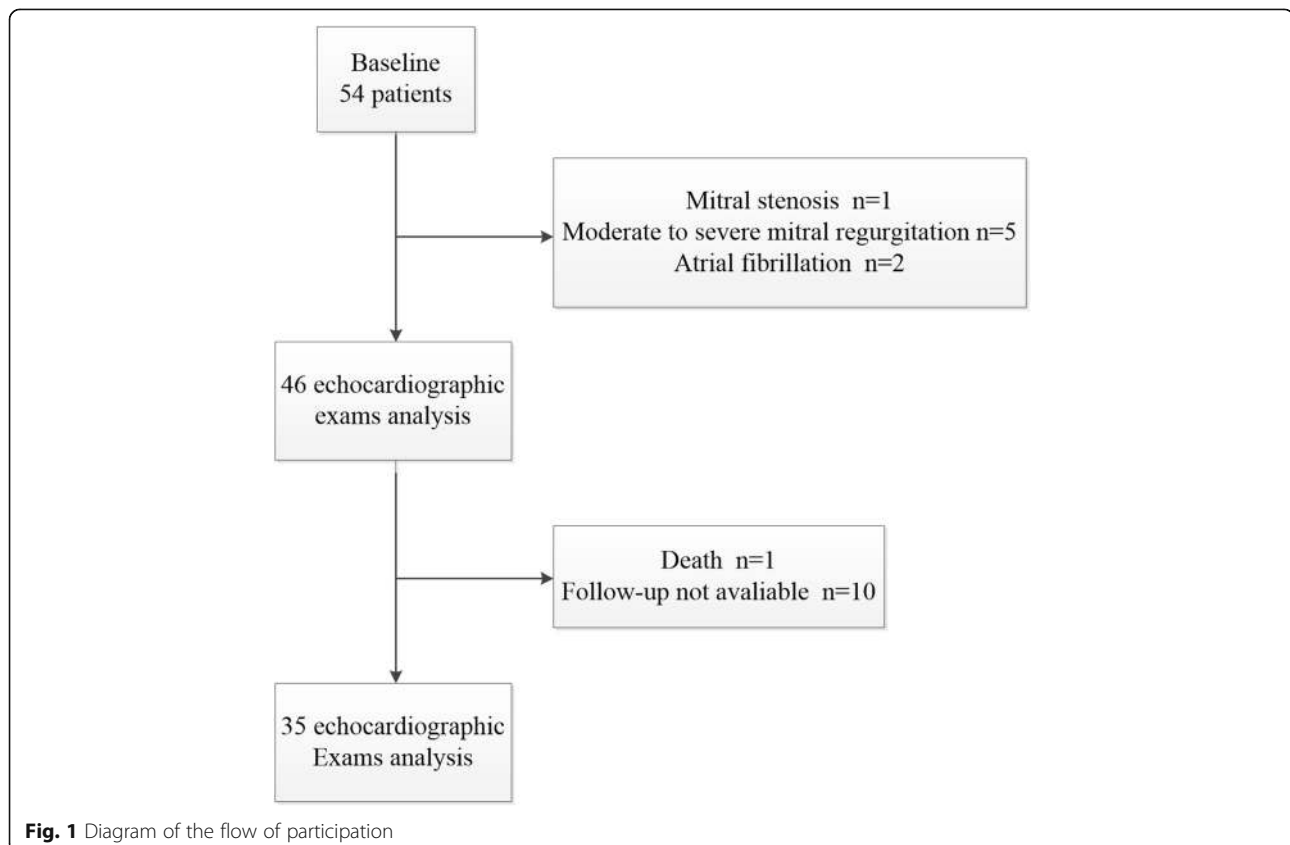 Baseline
54 patients
Mitral stenosis n=1
Moderate to severe mitral regurgitation n=5
Atrial fibrillation n=2
46 echocardiographic
exams analysis
Death n=1
Follow-up not avaliable n=10
35 echocardiographic
Exams analysis
Fig. 1 Diagram of the flow of participation